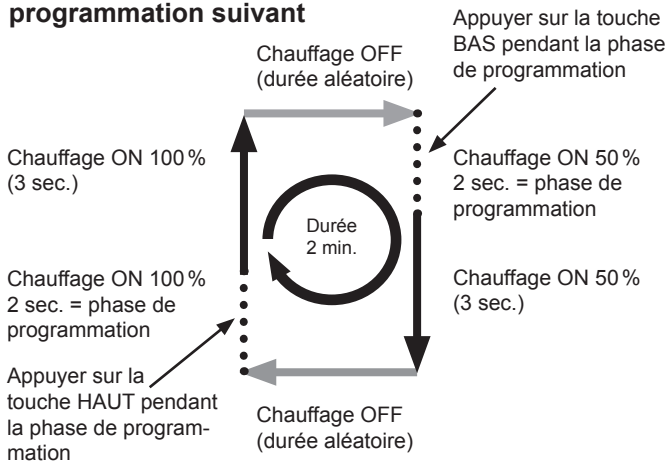 programmation suivant
Appuyer sur la touche
BAS pendant la phase
de programmation
Chauffage OFF
(durée aléatoire)
Chauffage ON 100 %
(3 sec.)
Chauffage ON 50 %
2 sec. = phase de
programmation
Durée
2 min.
Chauffage ON 100 %
2 sec. = phase de
programmation
Chauffage ON 50 %
(3 sec.)
Appuyer sur la
touche HAUT pendant
la phase de program-
mation
Chauffage OFF
(durée aléatoire)